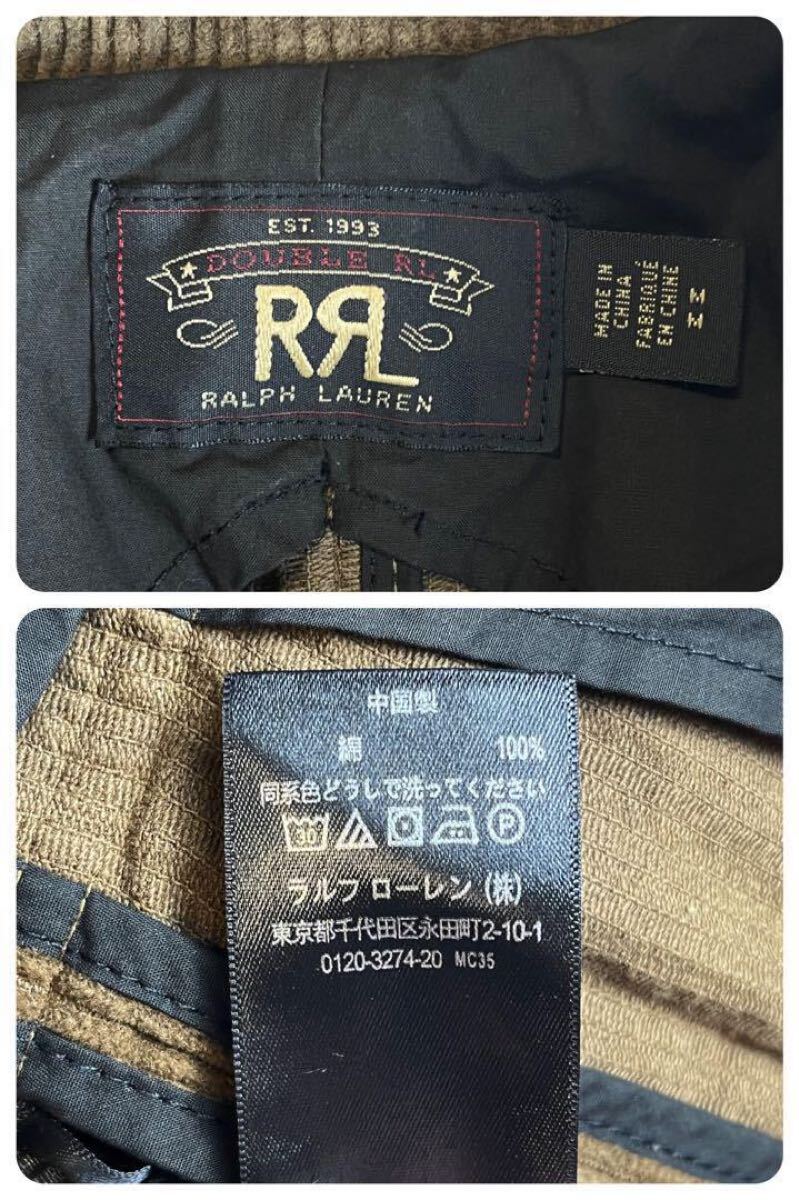 EST. 1993
DOUBLE RL
RRL
RALPH LAUREN
MADE IN
CHINA
FABRIQUÉ
EN CHINE
M M
中国製
綿 100%
同系色どうしで洗ってください
30 P
ラルフ ローレン (株)
東京都千代田区永田町2-10-1
0120-3274-20 MC35